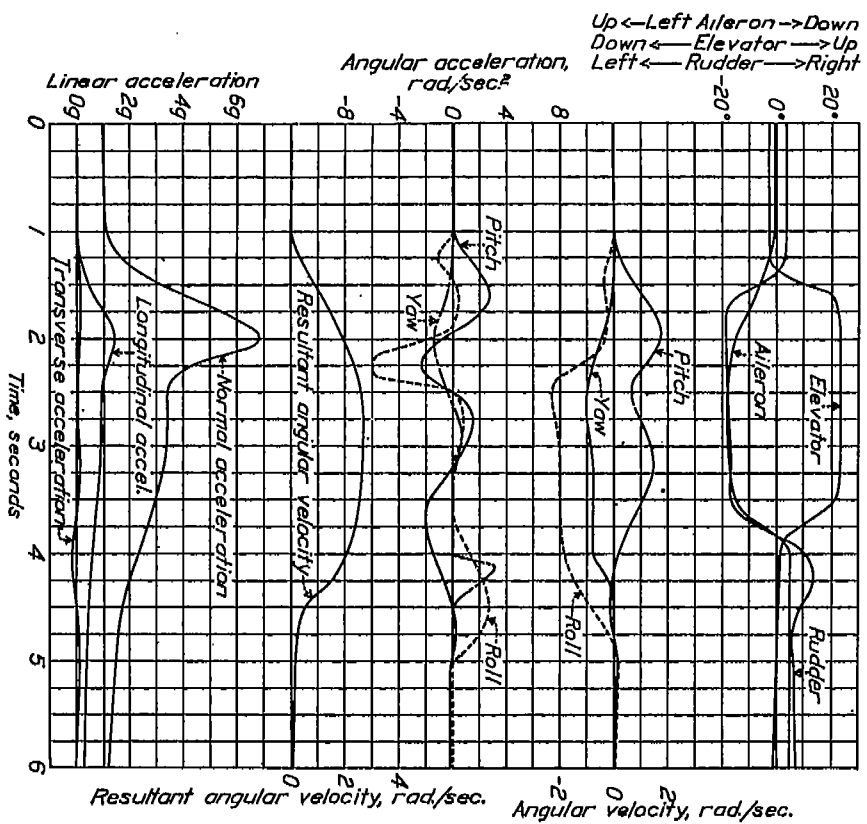 Up<—Left Aileron—>Down
Down<——Elevator——>Up
Left<——Rudder——>Right
-20° 0° 20°
Angular acceleration,
rad./sec.²
-8 -4 0 4 8
Linear acceleration
0g 2g 4g 6g
0
1
2
3
4
5
6
Time, seconds
Transverse acceleration
Longitudinal accel.
Normal acceleration
Resultant angular velocity
Pitch
Yaw
Roll
Pitch
Yaw
Roll
Aileron
Elevator
Rudder
0 2 4
Resultant angular velocity, rad./sec.
-2 0 2
Angular velocity, rad./sec.